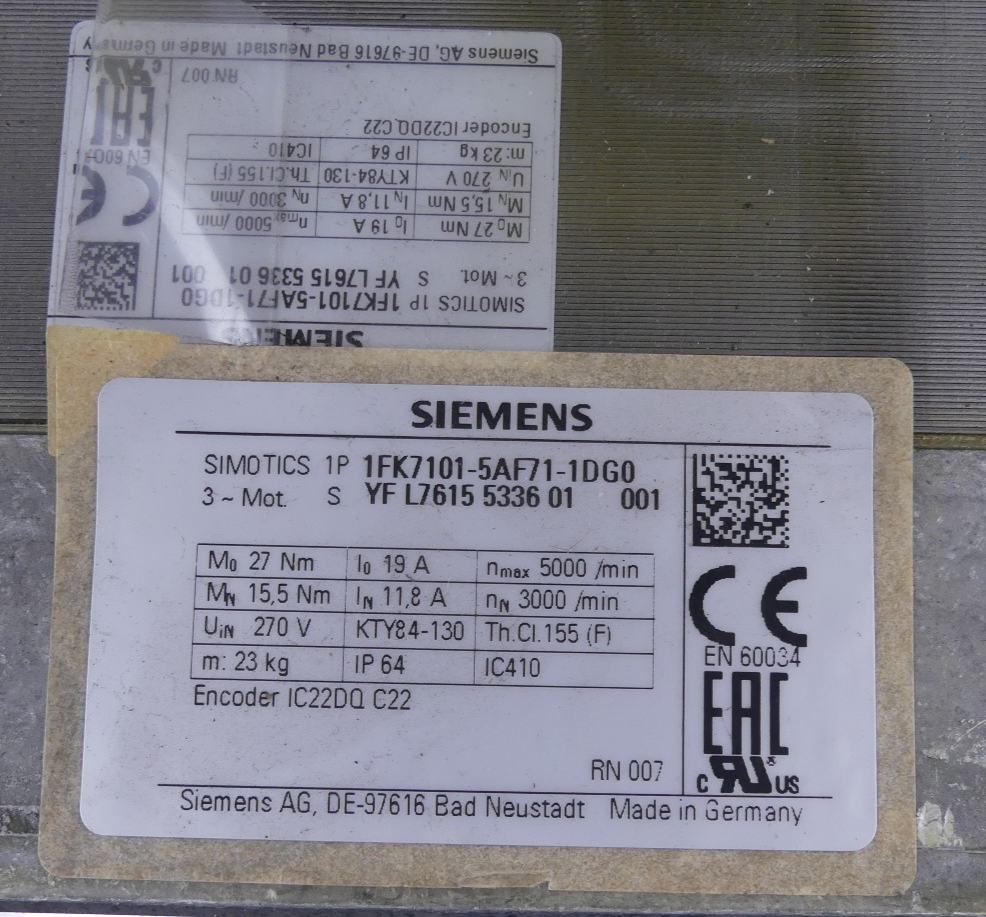 Siemens AG, DE-97616 Bad Neustadt Made in Germany
RN 007
Encoder IC22DQ C22
m: 23 kg IP 64 IC410
UiN 270 V KTY84-130 Th.Cl.155 (F)
MN 15,5 Nm IN 11,8 A nN 3000 /min
M0 27 Nm I0 19 A nmax 5000 /min
3 ~ Mot. S YF L7615 5336 01 001
SIMOTICS 1P 1FK7101-5AF71-1DG0
SIEMENS
EN 60034
EAC
CE
SIEMENS
SIMOTICS 1P 1FK7101-5AF71-1DG0
3 ~ Mot. S YF L7615 5336 01 001
M0 27 Nm I0 19 A nmax 5000 /min
MN 15,5 Nm IN 11,8 A nN 3000 /min
UiN 270 V KTY84-130 Th.Cl.155 (F)
m: 23 kg IP 64 IC410
Encoder IC22DQ C22
RN 007
CE
EN 60034
EAC
c RU ® US
Siemens AG, DE-97616 Bad Neustadt Made in Germany